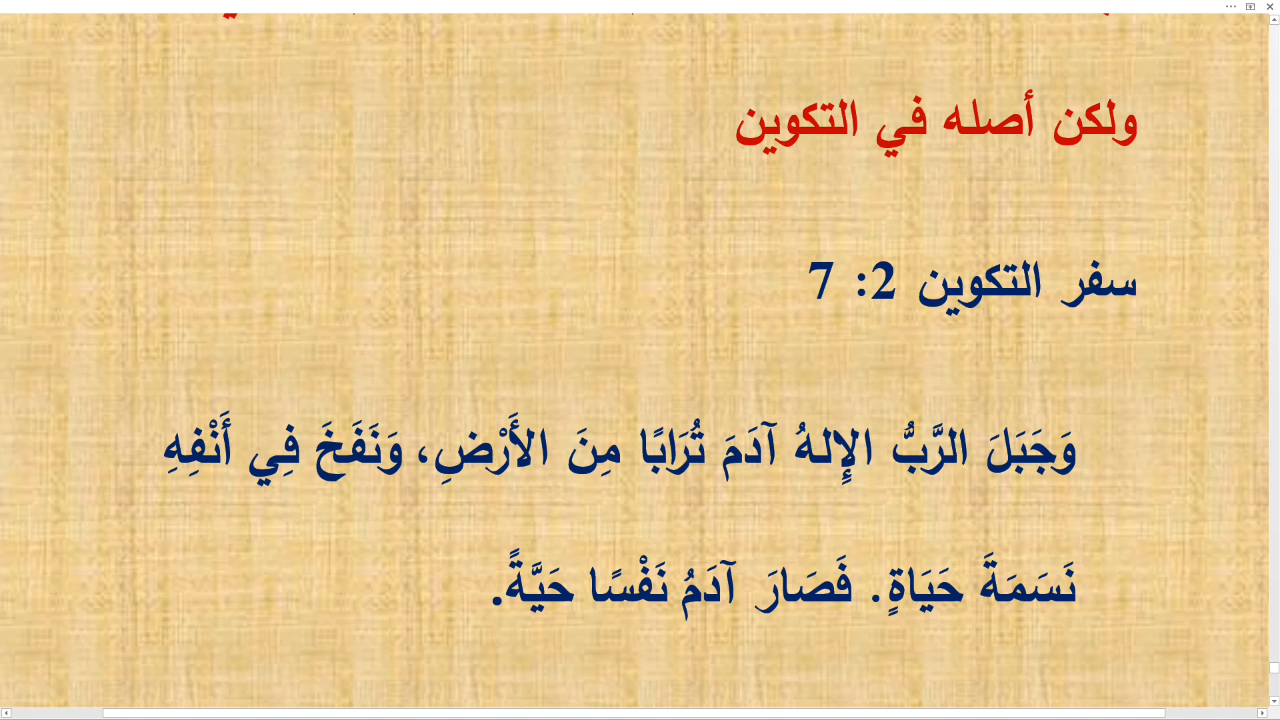 ولكن أصله في التكوين
سفر التكوين 2: 7
وَجَبَلَ الرَّبُّ الإِلهُ آدَمَ تُرَابًا مِنَ الأَرْضِ، وَنَفَخَ فِي أَنْفِهِ
نَسَمَةَ حَيَاةٍ. فَصَارَ آدَمُ نَفْسًا حَيَّةً.